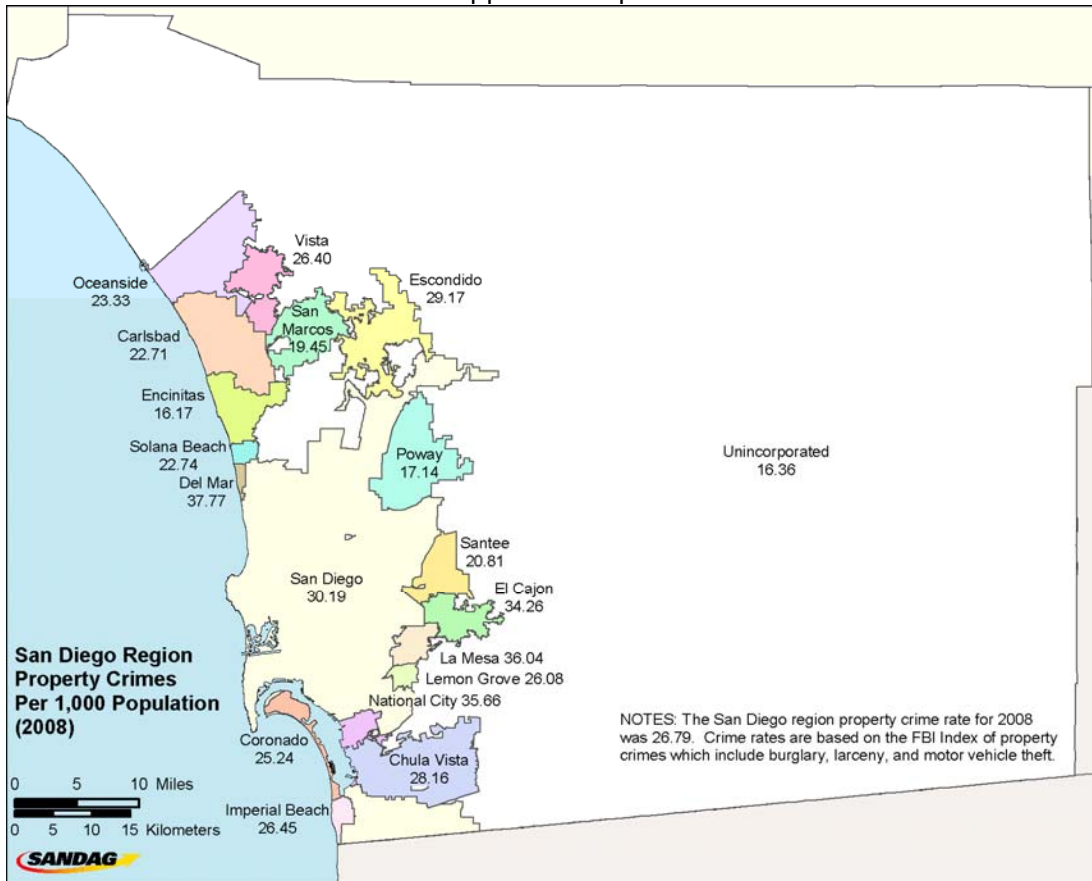 Vista
26.40
Oceanside
23.33
Escondido
29.17
San
Marcos
19.45
Carlsbad
22.71
Encinitas
16.17
Solana Beach
22.74
Del Mar
37.77
Poway
17.14
Unincorporated
16.36
Santee
20.81
San Diego
30.19
El Cajon
34.26
La Mesa 36.04
Lemon Grove 26.08
National City 35.66
Coronado
25.24
Chula Vista
28.16
Imperial Beach
26.45
San Diego Region
Property Crimes
Per 1,000 Population
(2008)
NOTES: The San Diego region property crime rate for 2008
was 26.79. Crime rates are based on the FBI Index of property
crimes which include burglary, larceny, and motor vehicle theft.
0 5 10 Miles
0 5 10 15 Kilometers
SANDAG